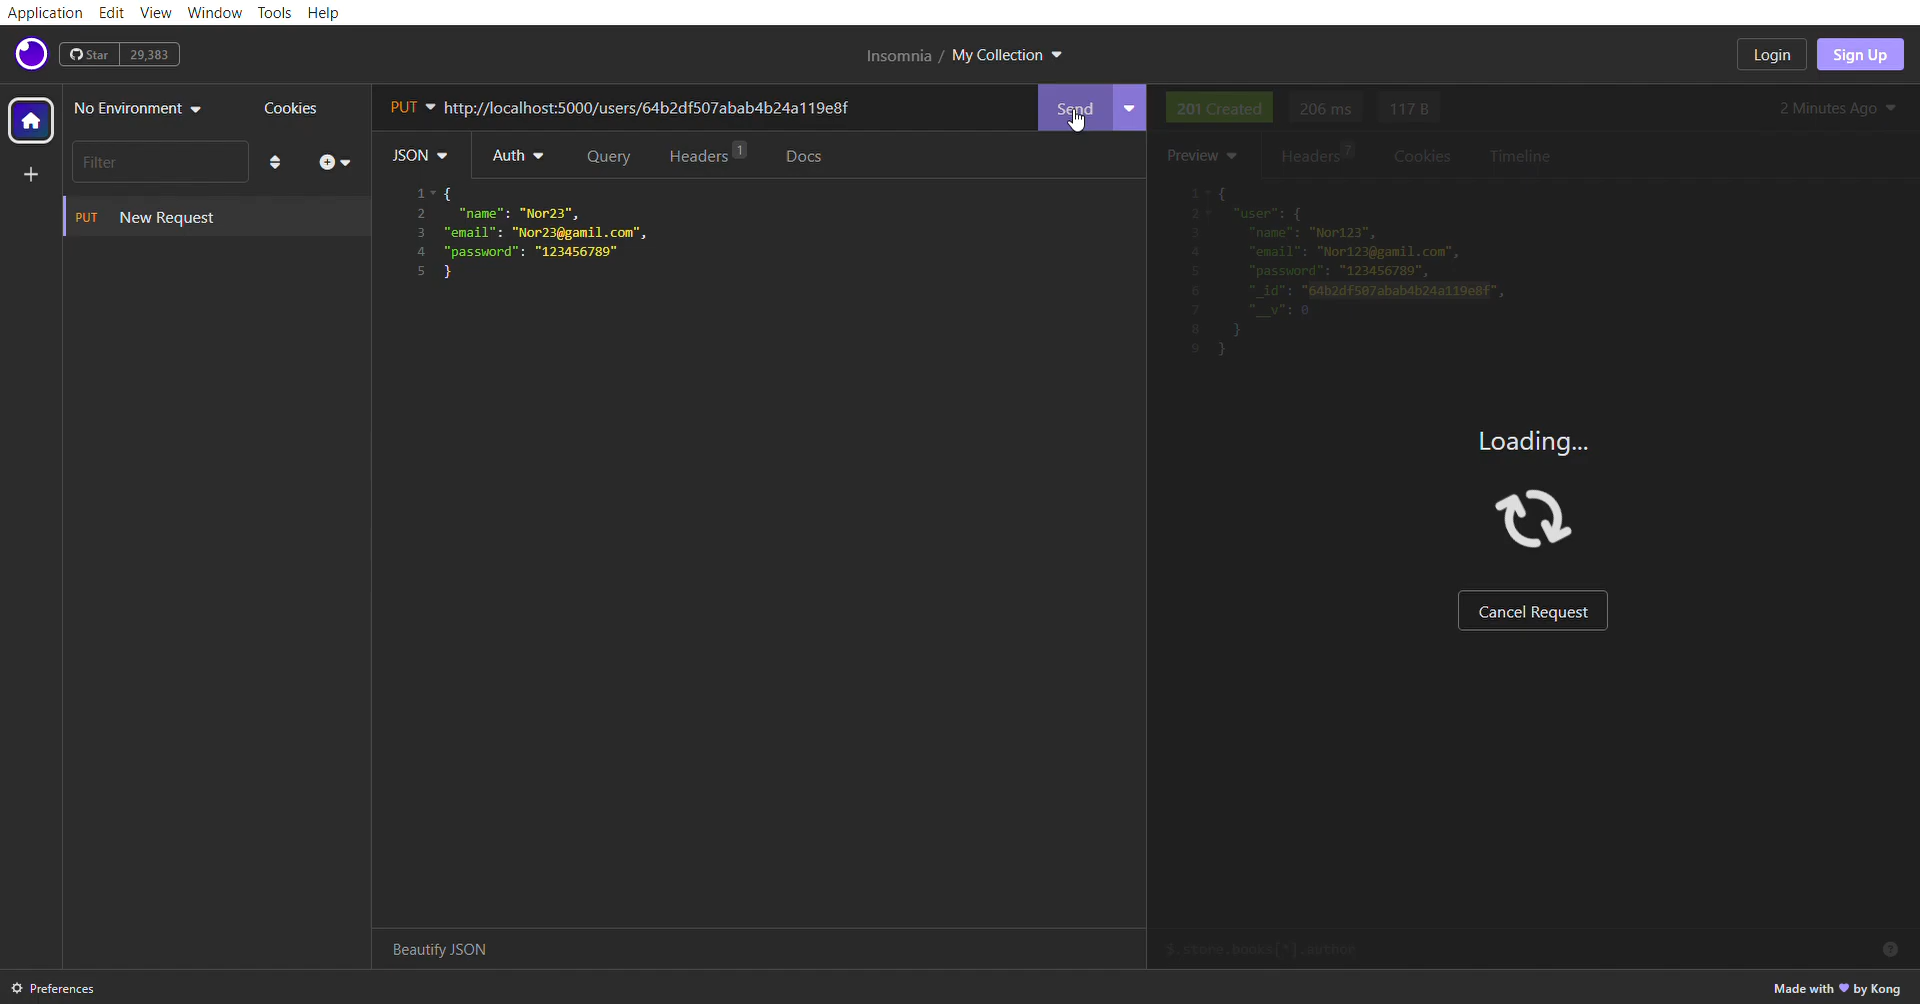 Application Edit View Window Tools Help
Star 29,383
Insomnia / My Collection
Login Sign Up
No Environment Cookies
PUT http://localhost:5000/users/64b2df507abab4b24a119e8f
Send
201 Created 206 ms 117 B 2 Minutes Ago
Filter
JSON Auth Query Headers 1 Docs
Preview Headers 7 Cookies Timeline
PUT New Request
1 {
2 "name": "Nor23",
3 "email": "Nor23@gamil.com",
4 "password": "123456789"
5 }
1 {
2 "user": {
3 "name": "Nor123",
4 "email": "Nor123@gamil.com",
5 "password": "123456789",
6 "_id": "64b2df507abab4b24a119e8f",
7 "__v": 0
8 }
9 }
Loading...
Cancel Request
Beautify JSON
$.store.books[*].author
Preferences
Made with by Kong